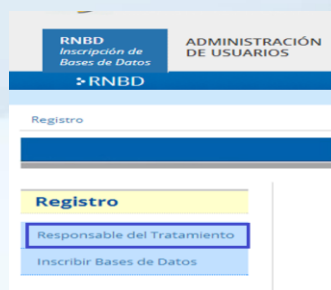 RNBD
Inscripción de
Bases de Datos
ADMINISTRACIÓN
DE USUARIOS
RNBD
Registro
Registro
Responsable del Tratamiento
Inscribir Bases de Datos